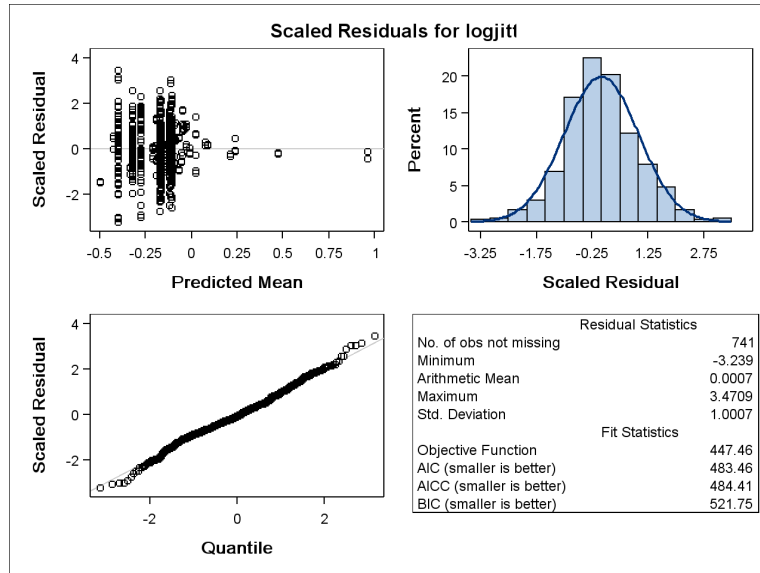 Scaled Residuals for logjitt
Scaled Residual
4
2
0
-2
-0.5 -0.25 0 0.25 0.5 0.75 1
Predicted Mean
Percent
20
15
10
5
0
-3.25 -1.75 -0.25 1.25 2.75
Scaled Residual
Scaled Residual
4
2
0
-2
-2 0 2
Quantile
Residual Statistics
No. of obs not missing 741
Minimum -3.239
Arithmetic Mean 0.0007
Maximum 3.4709
Std. Deviation 1.0007
Fit Statistics
Objective Function 447.46
AIC (smaller is better) 483.46
AICC (smaller is better) 484.41
BIC (smaller is better) 521.75